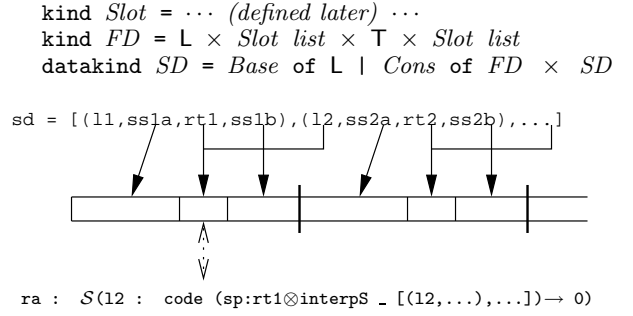 kind Slot = ··· (defined later) ···
kind FD = L × Slot list × T × Slot list
datakind SD = Base of L | Cons of FD × SD
sd = [(l1,ss1a,rt1,ss1b),(l2,ss2a,rt2,ss2b),...]
ra : 𝒮(l2 : code (sp:rt1⊗interpS _ [(l2,...),...])→ 0)